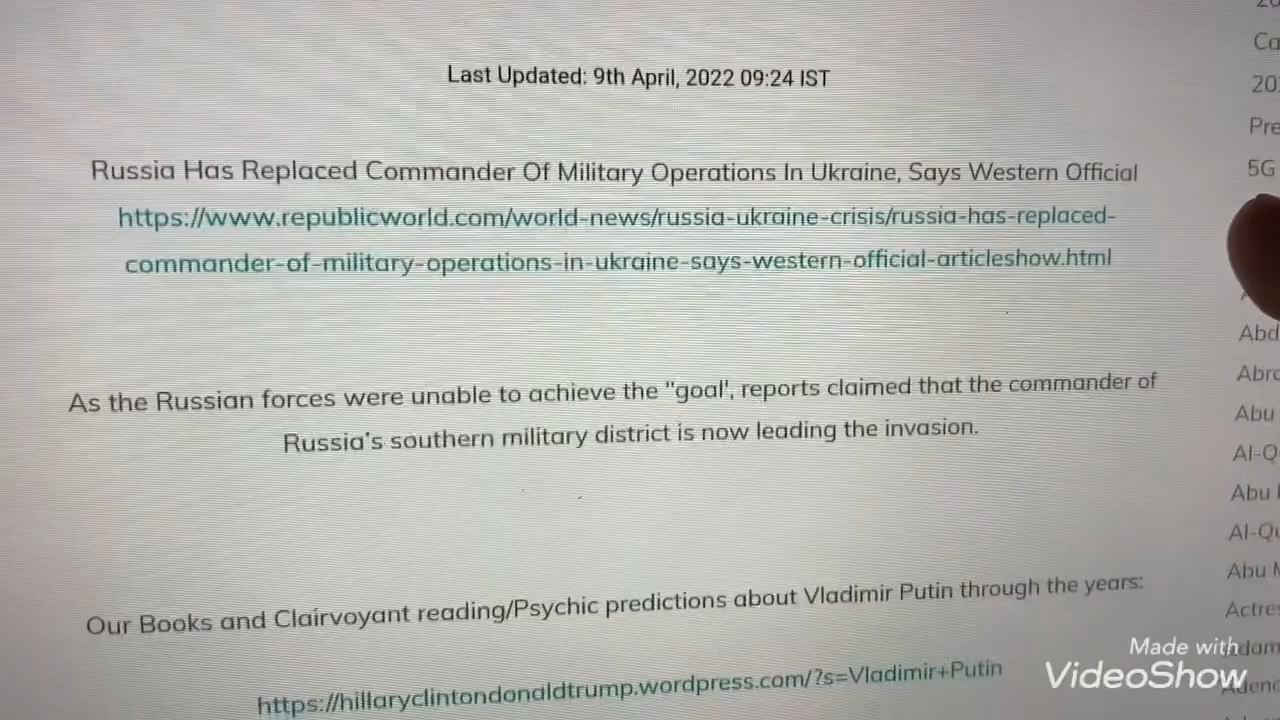 Last Updated: 9th April, 2022 09:24 IST
Russia Has Replaced Commander Of Military Operations In Ukraine, Says Western Official
https://www.republicworld.com/world-news/russia-ukraine-crisis/russia-has-replaced-
commander-of-military-operations-in-ukraine-says-western-official-articleshow.html
As the Russian forces were unable to achieve the "goal', reports claimed that the commander of
Russia's southern military district is now leading the invasion.
Our Books and Clairvoyant reading/Psychic predictions about Vladimir Putin through the years:
https://hillaryclintondonaldtrump.wordpress.com/?s=Vladimir+Putin
Ca
20
Pre
5G
Abd
Abro
Abu
Al-Q
Abu
Al-Qu
Abu M
Actres
Made with
VideoShow